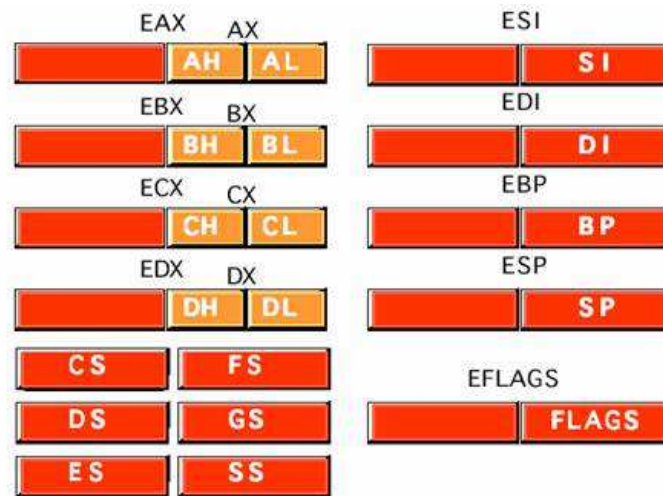 EAX AX ESI
AH AL SI
EBX BX EDI
BH BL DI
ECX CX EBP
CH CL BP
EDX DX ESP
DH DL SP
CS FS
EFLAGS
DS GS FLAGS
ES SS